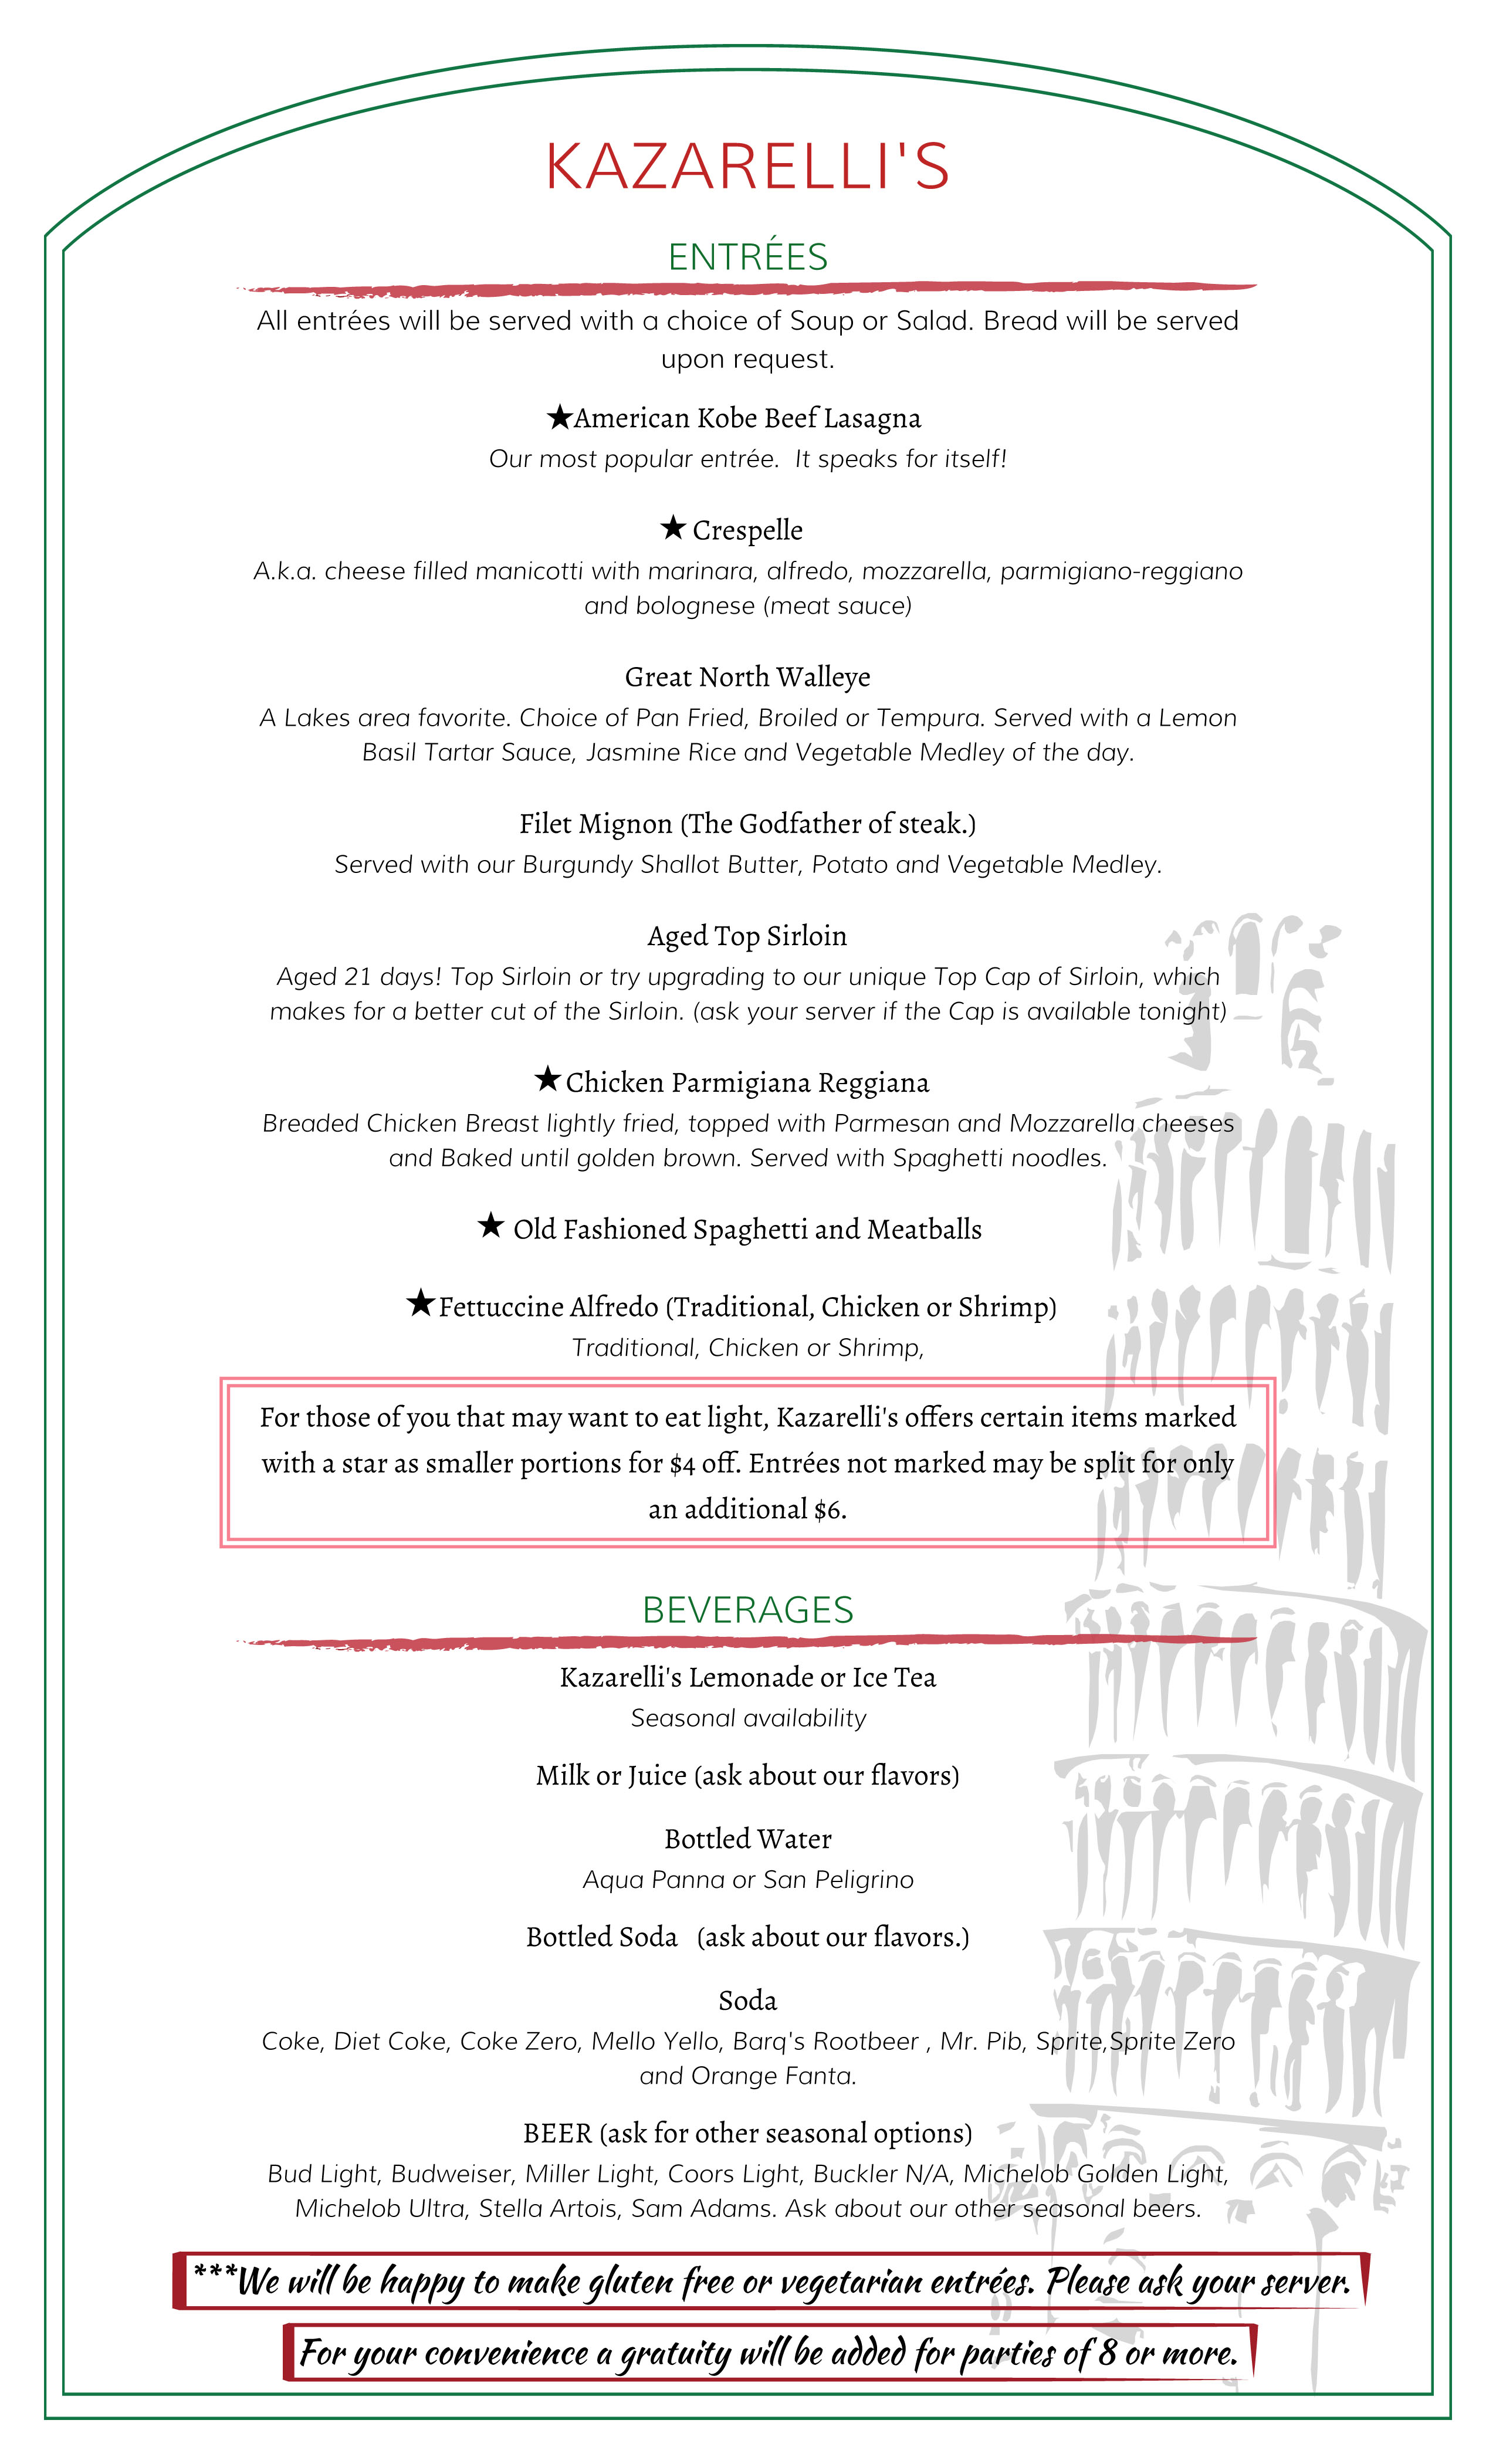 KAZARELLI'S
ENTRÉES
All entrées will be served with a choice of Soup or Salad. Bread will be served
upon request.
★American Kobe Beef Lasagna
Our most popular entrée.  It speaks for itself!
★ Crespelle
A.k.a. cheese filled manicotti with marinara, alfredo, mozzarella, parmigiano-reggiano
and bolognese (meat sauce)
Great North Walleye
A Lakes area favorite. Choice of Pan Fried, Broiled or Tempura. Served with a Lemon
Basil Tartar Sauce, Jasmine Rice and Vegetable Medley of the day.
Filet Mignon (The Godfather of steak.)
Served with our Burgundy Shallot Butter, Potato and Vegetable Medley.
Aged Top Sirloin
Aged 21 days! Top Sirloin or try upgrading to our unique Top Cap of Sirloin, which
makes for a better cut of the Sirloin. (ask your server if the Cap is available tonight)
★ Chicken Parmigiana Reggiana
Breaded Chicken Breast lightly fried, topped with Parmesan and Mozzarella cheeses
and Baked until golden brown. Served with Spaghetti noodles.
★ Old Fashioned Spaghetti and Meatballs
★Fettuccine Alfredo (Traditional, Chicken or Shrimp)
Traditional, Chicken or Shrimp,
For those of you that may want to eat light, Kazarelli's offers certain items marked
with a star as smaller portions for $4 off. Entrées not marked may be split for only
an additional $6.
BEVERAGES
Kazarelli's Lemonade or Ice Tea
Seasonal availability
Milk or Juice (ask about our flavors)
Bottled Water
Aqua Panna or San Peligrino
Bottled Soda   (ask about our flavors.)
Soda
Coke, Diet Coke, Coke Zero, Mello Yello, Barq's Rootbeer , Mr. Pib, Sprite,Sprite Zero
and Orange Fanta.
BEER (ask for other seasonal options)
Bud Light, Budweiser, Miller Light, Coors Light, Buckler N/A, Michelob Golden Light,
Michelob Ultra, Stella Artois, Sam Adams. Ask about our other seasonal beers.
***We will be happy to make gluten free or vegetarian entrées. Please ask your server.
For your convenience a gratuity will be added for parties of 8 or more.